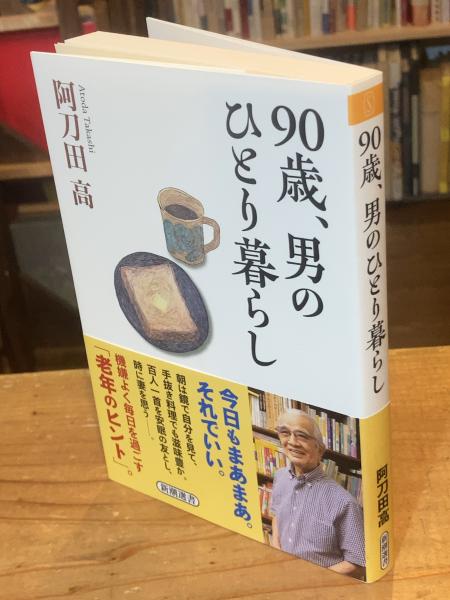 90歳、男の
ひとり暮らし
阿刀田 高
Atoda Takashi
今日もまあまあ。
それでいい。
朝は鏡で自分を見て、
手抜き料理でも滋味豊か。
百人一首を安眠の友とし、
時に妻を思う——。
機嫌よく毎日を過ごす
「老年のヒント」。
新潮選書
S
90歳、男のひとり暮らし
阿刀田高
新潮選書